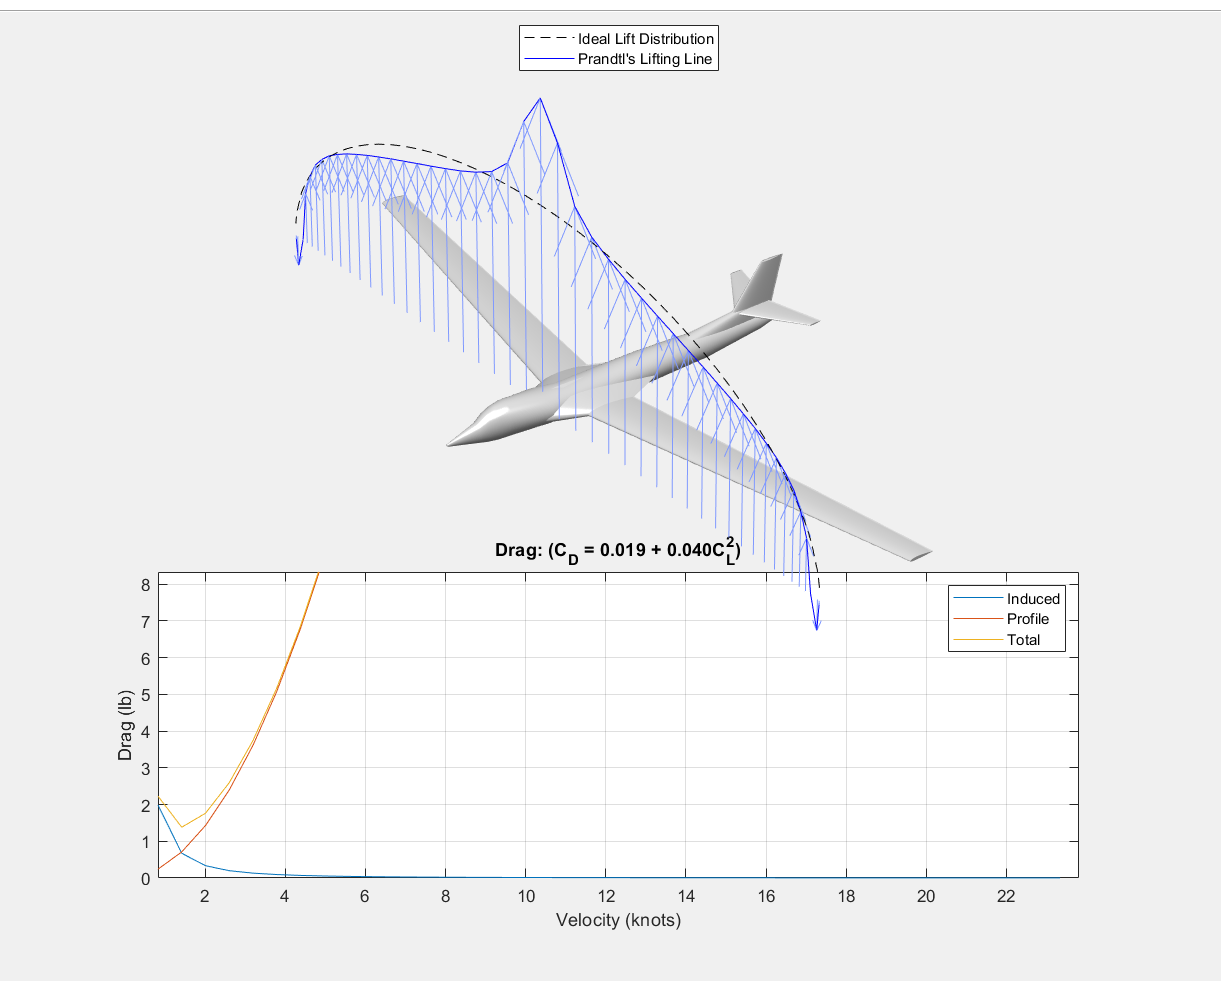 Ideal Lift Distribution
Prandtl's Lifting Line
Drag: (C_D = 0.019 + 0.040C_L^2)
Induced
Profile
Total
8
7
6
5
4
3
2
1
0
Drag (lb)
2 4 6 8 10 12 14 16 18 20 22
Velocity (knots)